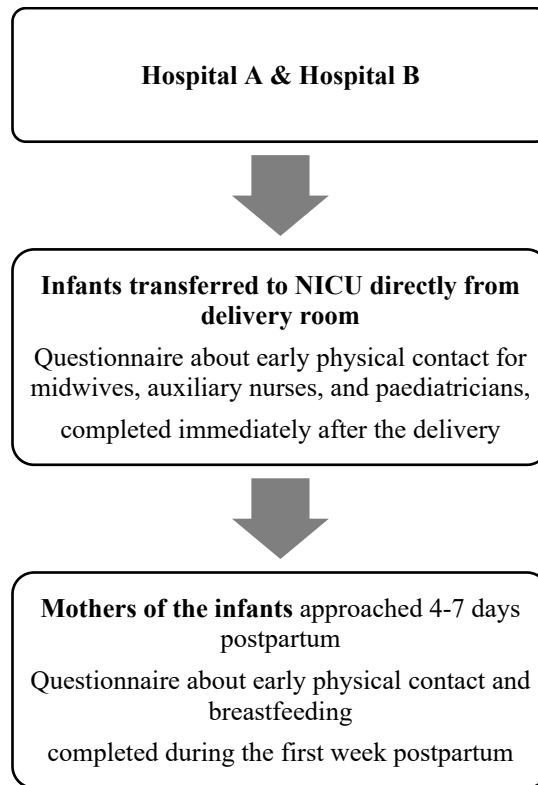 Hospital A & Hospital B
Infants transferred to NICU directly from
delivery room
Questionnaire about early physical contact for
midwives, auxiliary nurses, and paediatricians,
completed immediately after the delivery
Mothers of the infants approached 4-7 days
postpartum
Questionnaire about early physical contact and
breastfeeding
completed during the first week postpartum